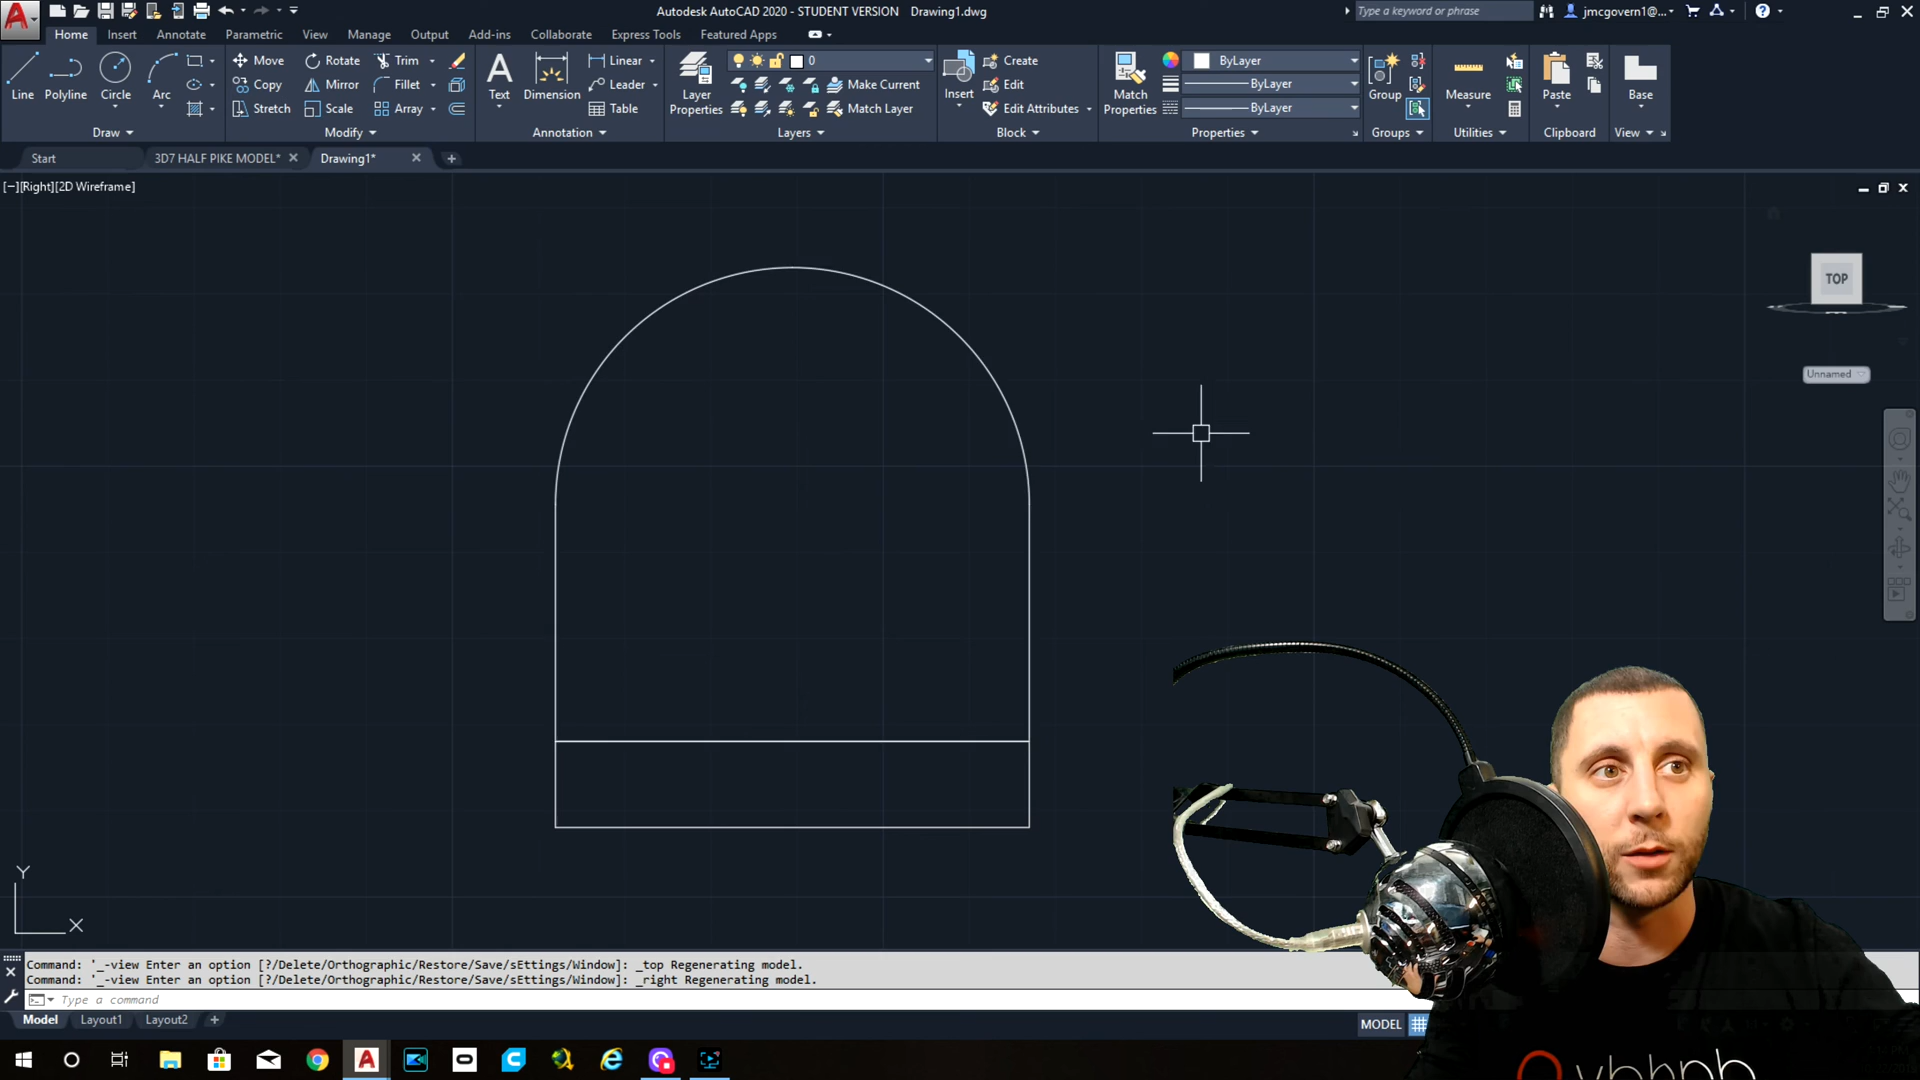 Autodesk AutoCAD 2020 - STUDENT VERSION Drawing1.dwg
Type a keyword or phrase
jmcgovern1@...
Home Insert Annotate Parametric View Manage Output Add-ins Collaborate Express Tools Featured Apps
Line Polyline Circle Arc
Move Rotate Trim
Copy Mirror Fillet
Stretch Scale Array
Text Dimension
Linear
Leader
Table
Layer Properties
0
Make Current
Match Layer
Insert
Create
Edit
Edit Attributes
Match Properties
ByLayer
ByLayer
ByLayer
Group
Measure
Paste
Base
Draw Modify Annotation Layers Block Properties Groups Utilities Clipboard View
Start 3D7 HALF PIKE MODEL* Drawing1*
[−][Right][2D Wireframe]
TOP
Unnamed
Y
X
Command: '_-view Enter an option [?/Delete/Orthographic/Restore/Save/sEttings/Window]: _top Regenerating model.
Command: '_-view Enter an option [?/Delete/Orthographic/Restore/Save/sEttings/Window]: _right Regenerating model.
Type a command
Model Layout1 Layout2
MODEL